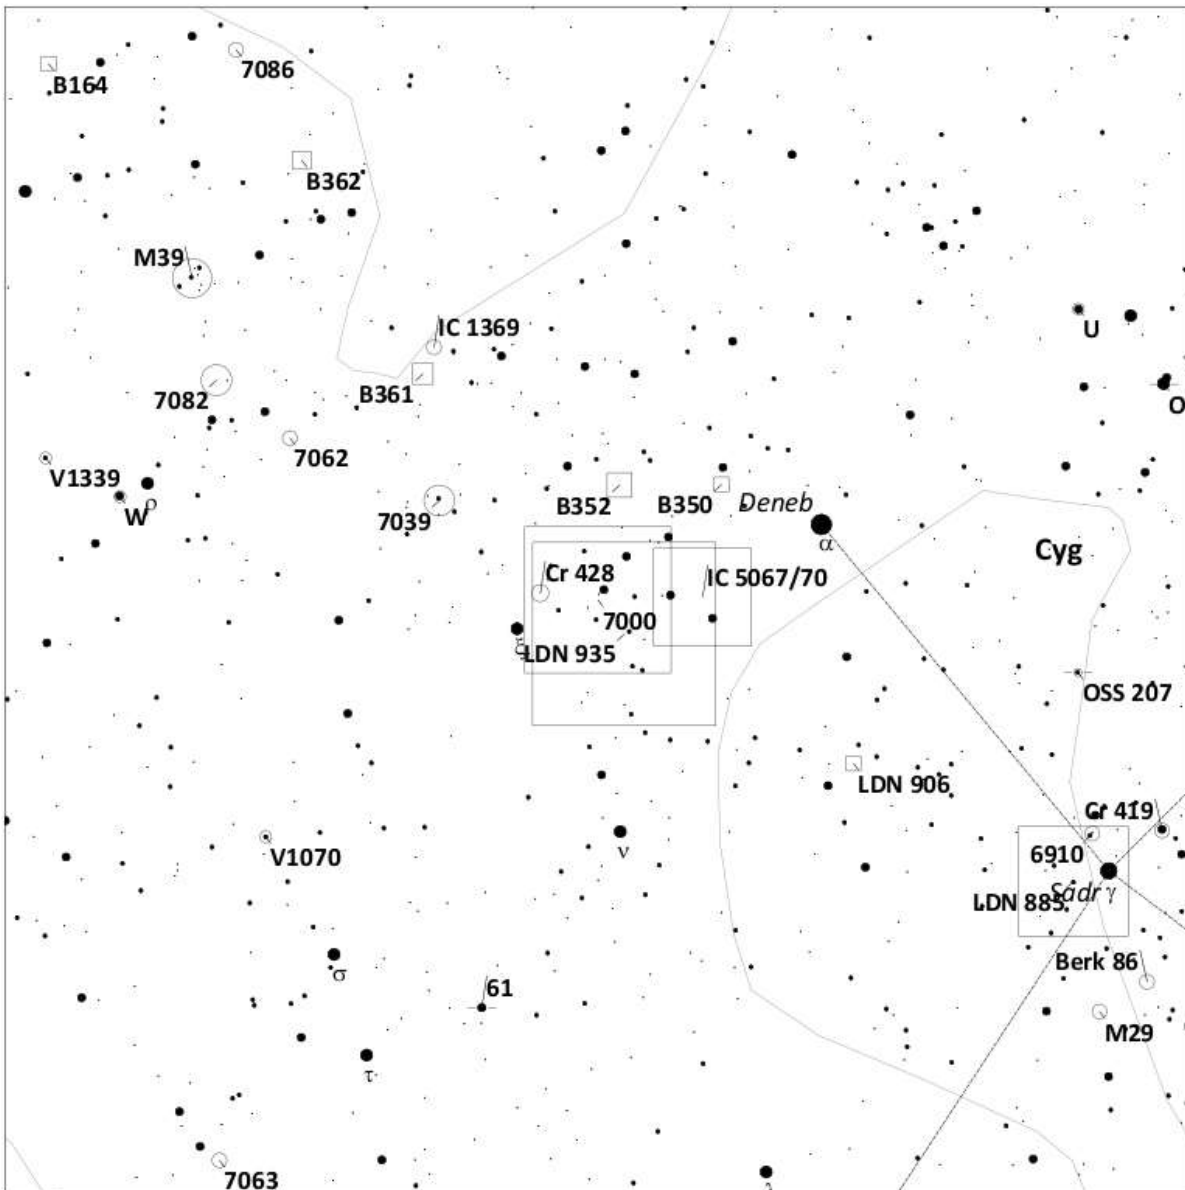 7086
B164
B362
M39
IC 1369
U
B361
7082
O
7062
V1339
ρ
W
B352
B350
Deneb
7039
α
Cyg
Cr 428
IC 5067/70
7000
ξ
LDN 935
OSS 207
LDN 906
Cr 419
ν
V1070
6910
Sadr γ
LDN 885
Berk 86
σ
61
M29
τ
7063